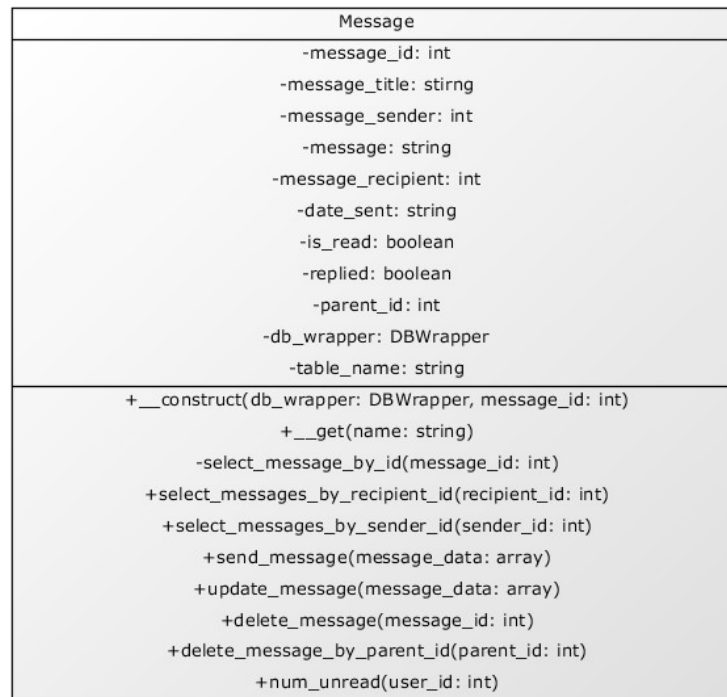 Message
-message_id: int
-message_title: stirng
-message_sender: int
-message: string
-message_recipient: int
-date_sent: string
-is_read: boolean
-replied: boolean
-parent_id: int
-db_wrapper: DBWrapper
-table_name: string
+__construct(db_wrapper: DBWrapper, message_id: int)
+__get(name: string)
-select_message_by_id(message_id: int)
+select_messages_by_recipient_id(recipient_id: int)
+select_messages_by_sender_id(sender_id: int)
+send_message(message_data: array)
+update_message(message_data: array)
+delete_message(message_id: int)
+delete_message_by_parent_id(parent_id: int)
+num_unread(user_id: int)